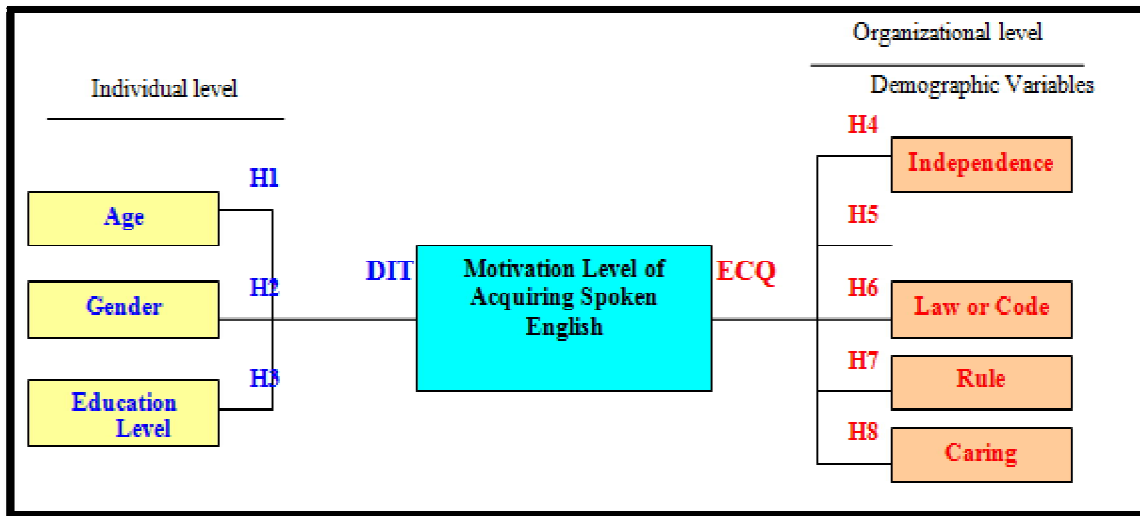 Organizational level
Individual level
Demographic Variables
H1
Age
H2
Gender
H3
Education
Level
DIT
Motivation Level of
Acquiring Spoken
English
ECQ
H4
Independence
H5
H6
Law or Code
H7
Rule
H8
Caring